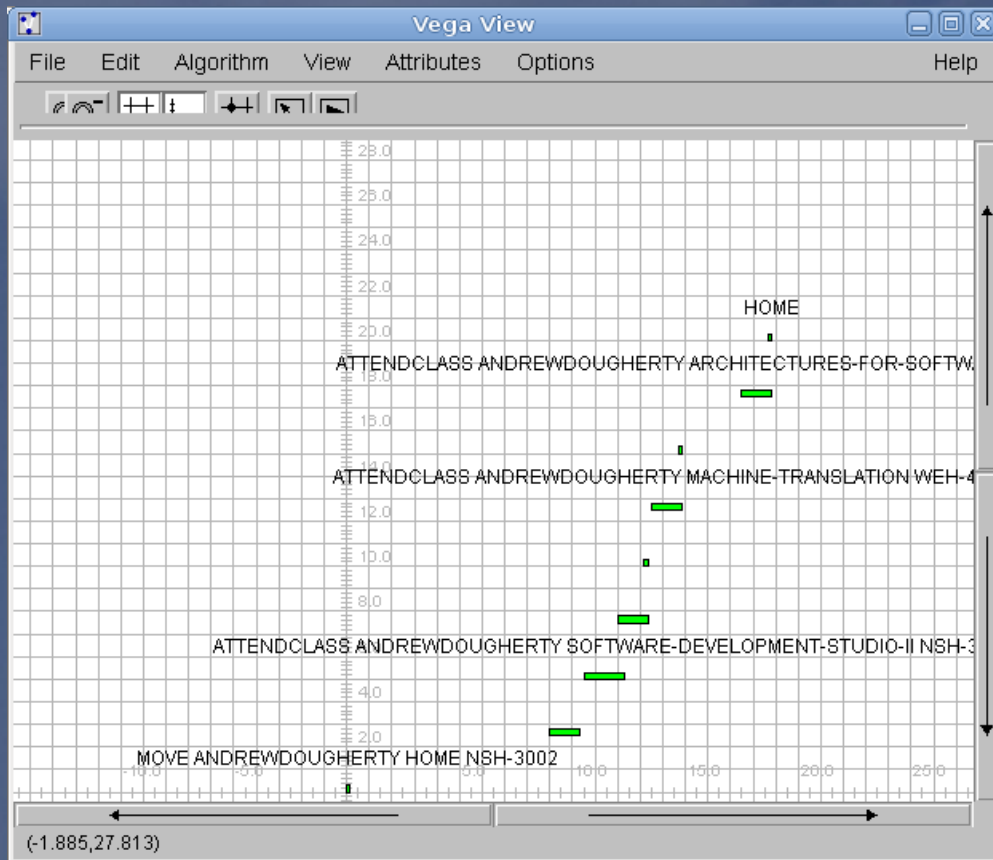 Vega View
File Edit Algorithm View Attributes Options Help
28.0
26.0
24.0
22.0
HOME
20.0
ATTENDCLASS ANDREWDOUGHERTY ARCHITECTURES-FOR-SOFTW
18.0
16.0
14.0
ATTENDCLASS ANDREWDOUGHERTY MACHINE-TRANSLATION WEH-4
12.0
10.0
8.0
ATTENDCLASS ANDREWDOUGHERTY SOFTWARE-DEVELOPMENT-STUDIO-II NSH-3
4.0
2.0
MOVE ANDREWDOUGHERTY HOME NSH-3002
-10.0 -5.0 5.0 10.0 15.0 20.0 25.0
(-1.885,27.813)